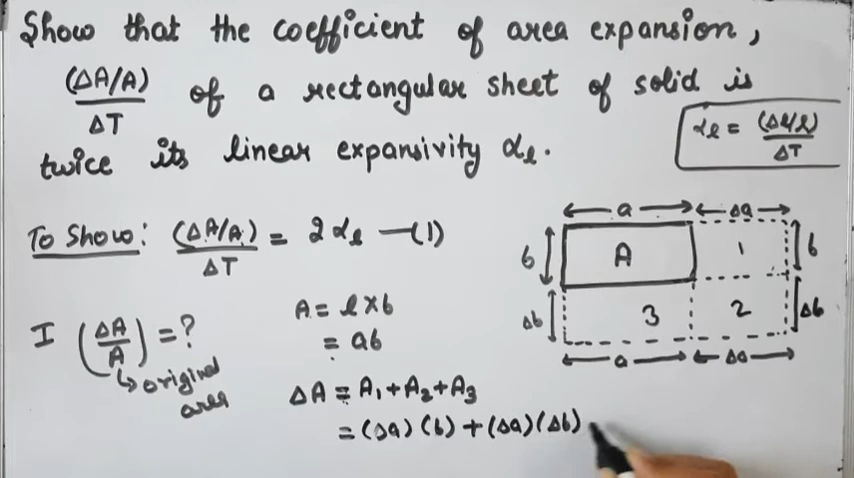 Show that the coefficient of area expansion,
(ΔA/A)/ΔT of a rectangular sheet of solid is
twice its linear expansivity αl.
αl = (Δl/l)/ΔT
To Show: (ΔA/A)/ΔT = 2αl —(1)
I (ΔA/A) = ?
↳ original
area
A = l × b
= ab
ΔA = A₁ + A₂ + A₃
= (Δa) (b) + (Δa) (Δb)
a Δa
b A 1 b
Δb 3 2 Δb
a Δa